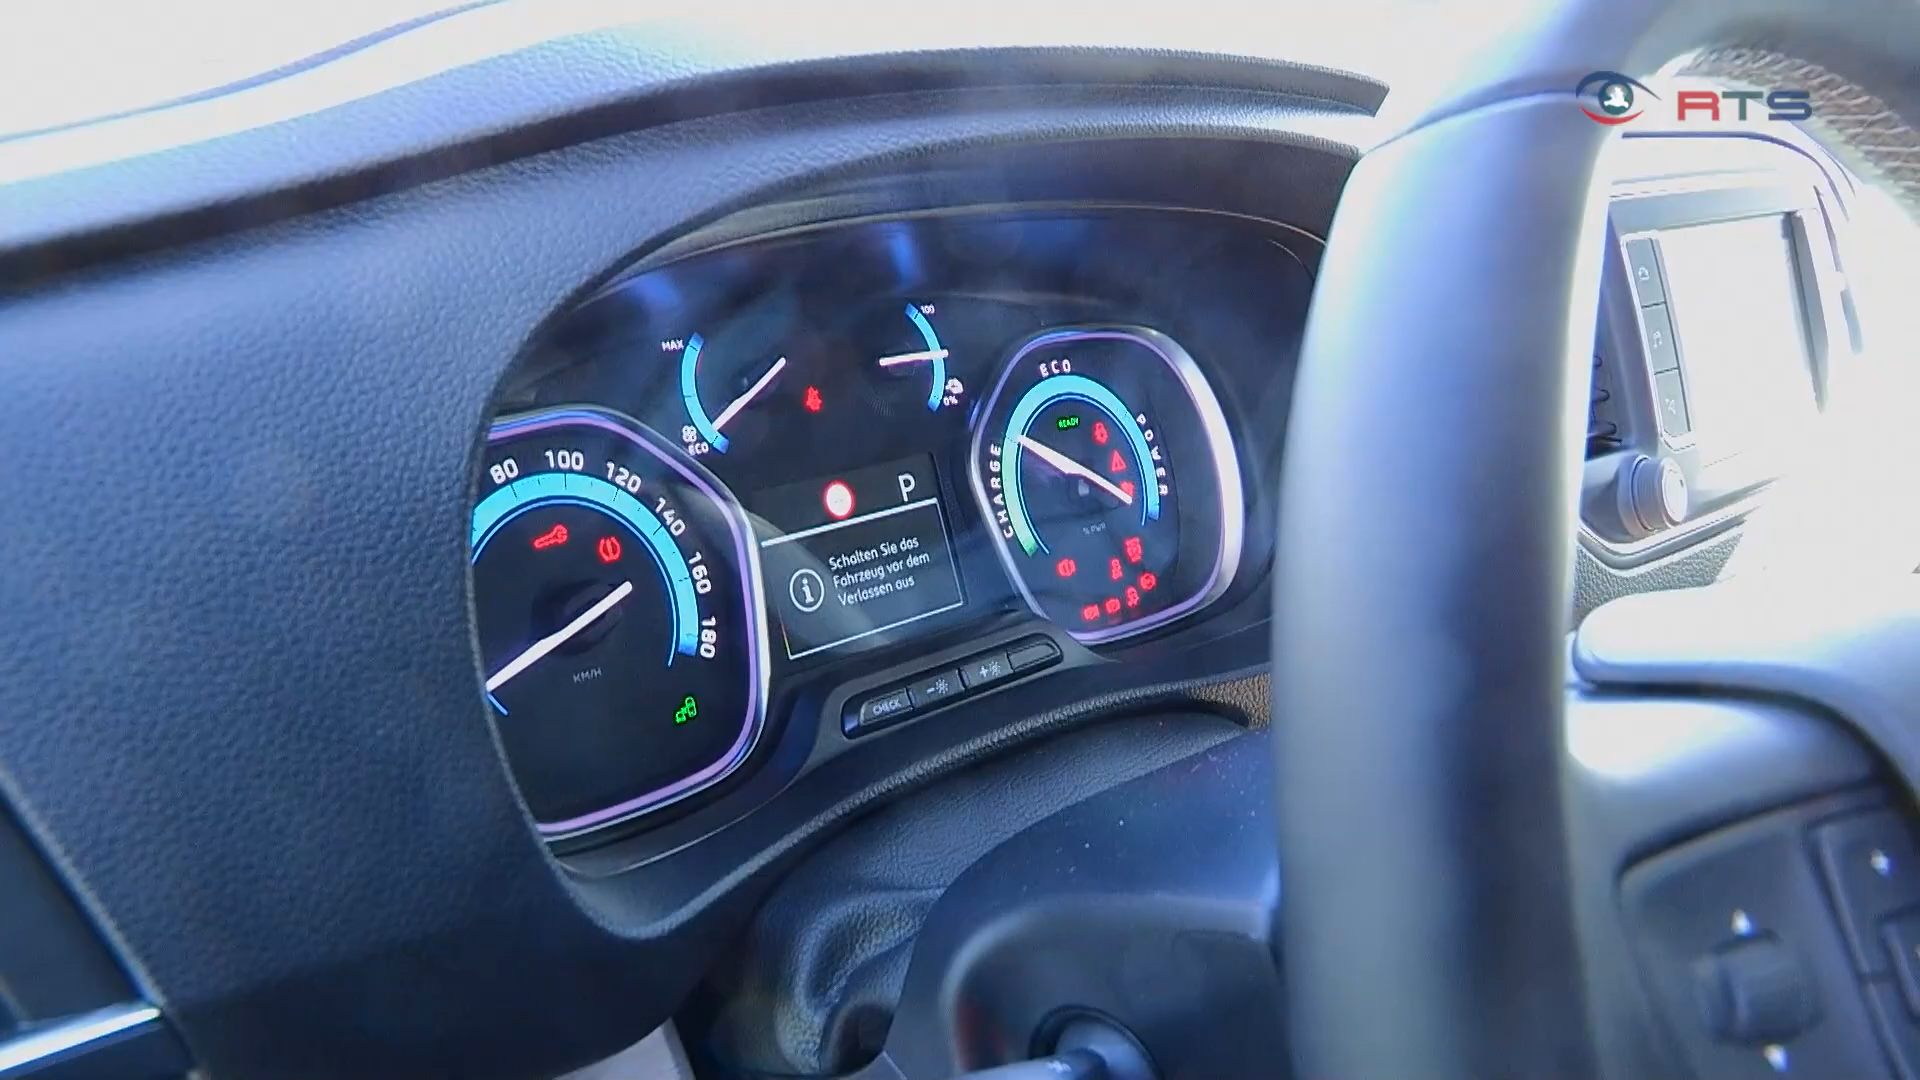 RTS
MAX
ECO
100
0%
ECO
READY
CHARGE
POWER
% PWR
80 100 120 140 160 180
KM/H
P
Schalten Sie das
Fahrzeug vor dem
Verlassen aus
CHECK - +